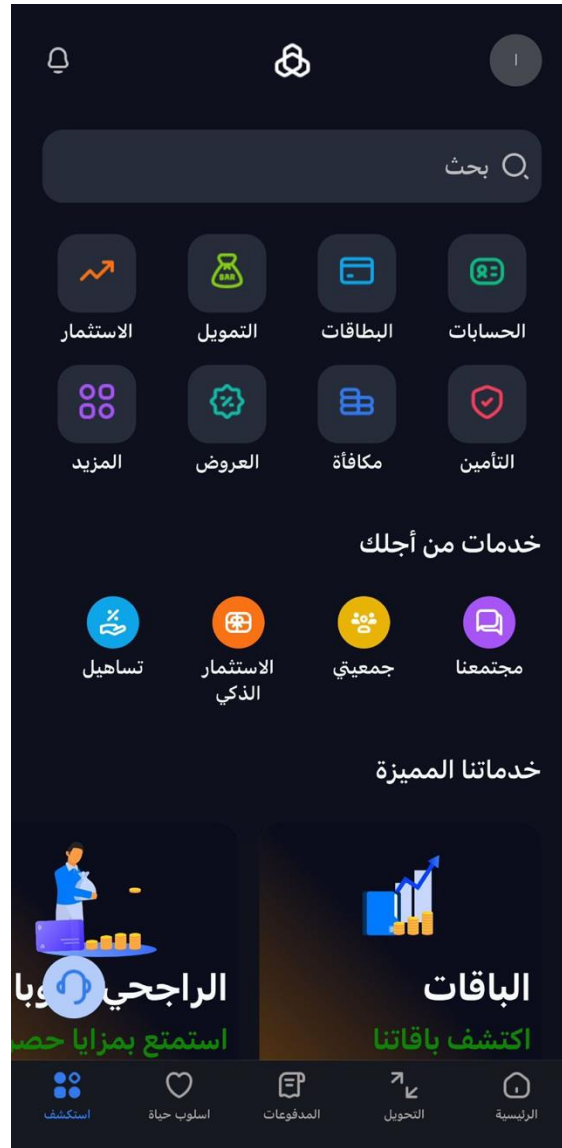 ا
بحث
الحسابات
البطاقات
التمويل
الاستثمار
SAR
التأمين
مكافأة
العروض
المزيد
خدمات من أجلك
مجتمعنا
جمعيتي
الاستثمار
الذكي
تساهيل
خدماتنا المميزة
الباقات
اكتشف باقاتنا
الراجحي
استمتع بمزايا
الرئيسية
التحويل
المدفوعات
اسلوب حياة
استكشف